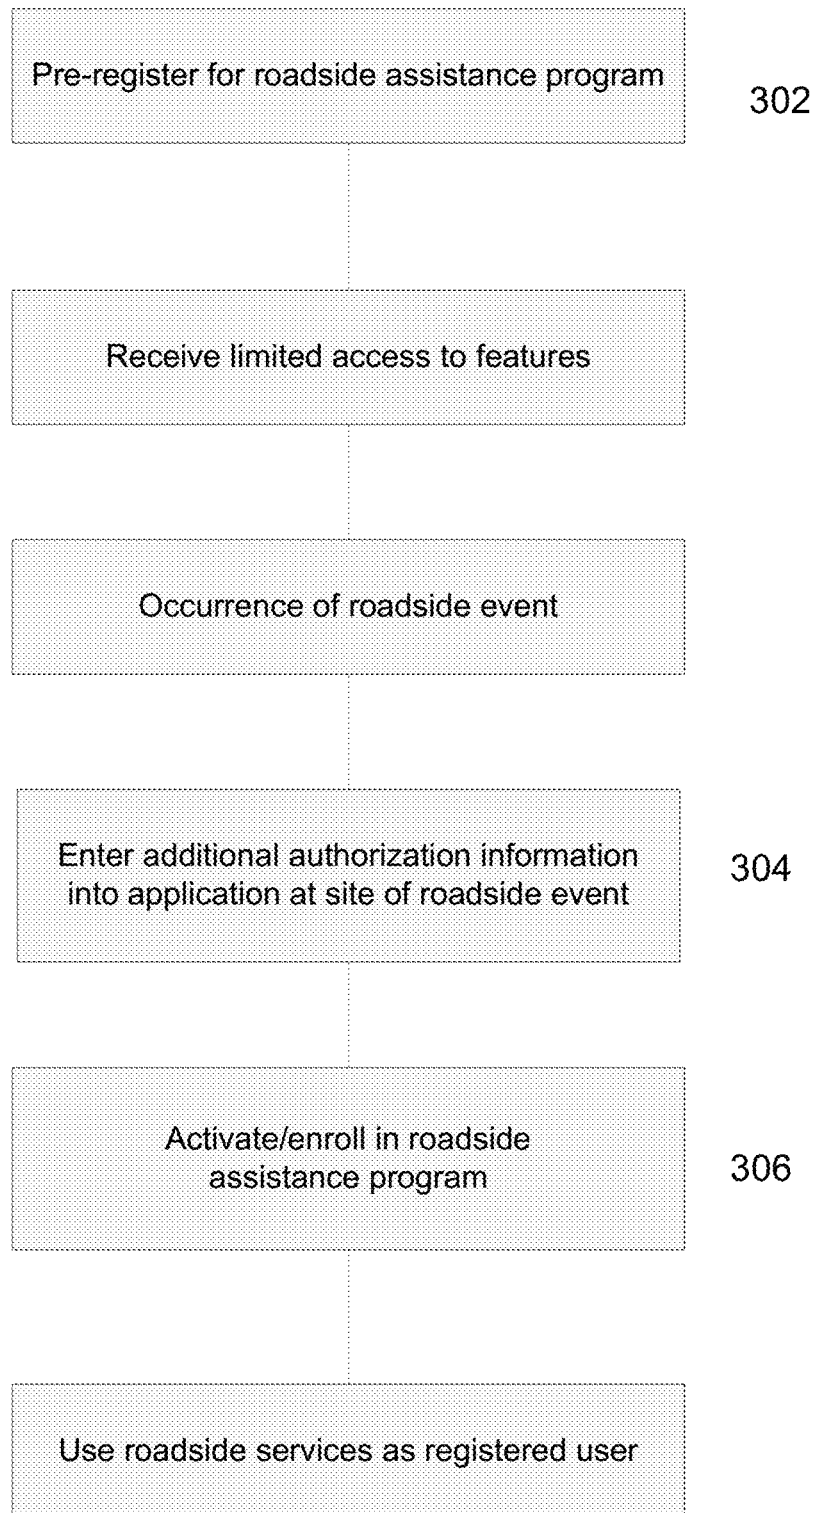 Pre-register for roadside assistance program
302
Receive limited access to features
Occurrence of roadside event
Enter additional authorization information
into application at site of roadside event
304
Activate/enroll in roadside
assistance program
306
Use roadside services as registered user